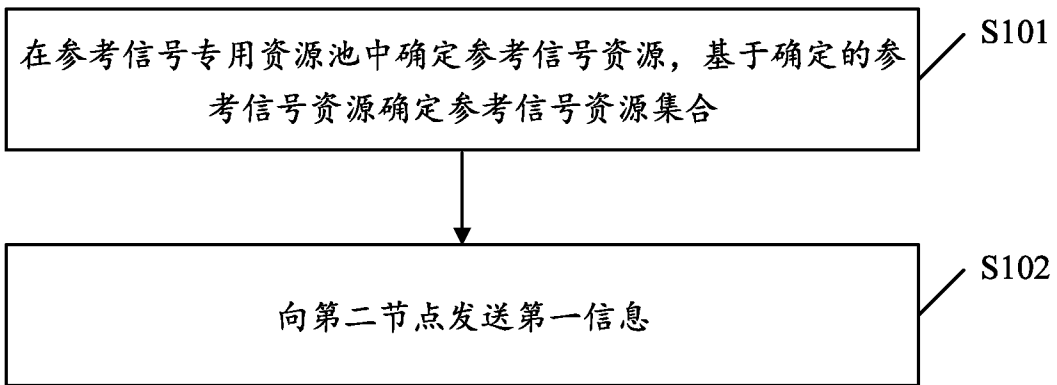 在参考信号专用资源池中确定参考信号资源，基于确定的参
考信号资源确定参考信号资源集合
S101
向第二节点发送第一信息
S102